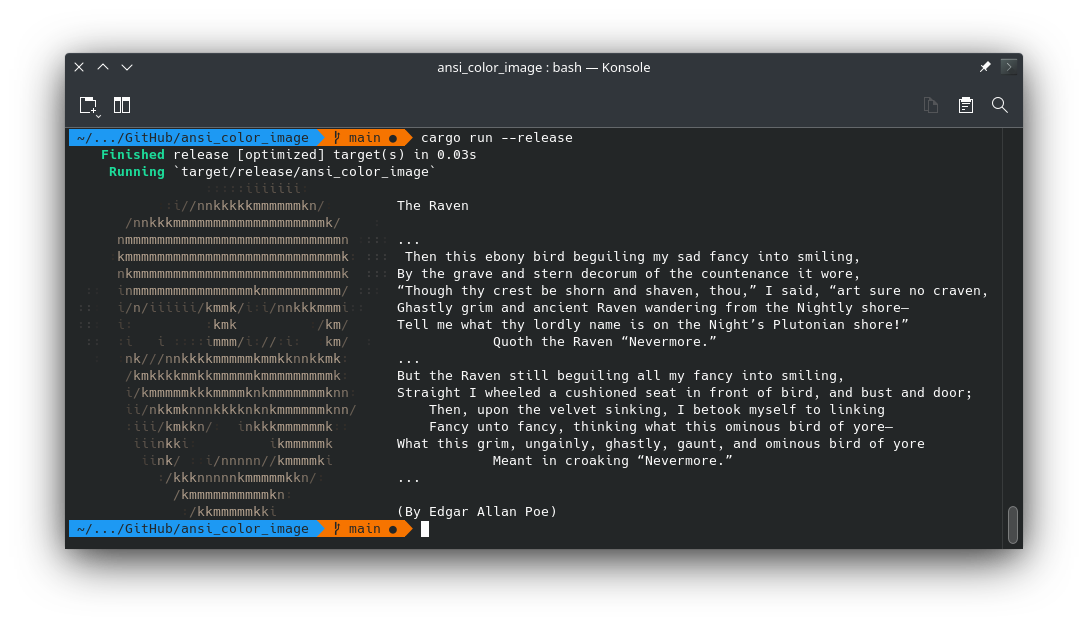 ansi_color_image : bash — Konsole
~/.../GitHub/ansi_color_image main ● cargo run --release
Finished release [optimized] target(s) in 0.03s
Running `target/release/ansi_color_image`
The Raven
...
Then this ebony bird beguiling my sad fancy into smiling,
By the grave and stern decorum of the countenance it wore,
“Though thy crest be shorn and shaven, thou,” I said, “art sure no craven,
Ghastly grim and ancient Raven wandering from the Nightly shore—
Tell me what thy lordly name is on the Night’s Plutonian shore!”
Quoth the Raven “Nevermore.”
...
But the Raven still beguiling all my fancy into smiling,
Straight I wheeled a cushioned seat in front of bird, and bust and door;
Then, upon the velvet sinking, I betook myself to linking
Fancy unto fancy, thinking what this ominous bird of yore—
What this grim, ungainly, ghastly, gaunt, and ominous bird of yore
Meant in croaking “Nevermore.”
...
(By Edgar Allan Poe)
~/.../GitHub/ansi_color_image main ●